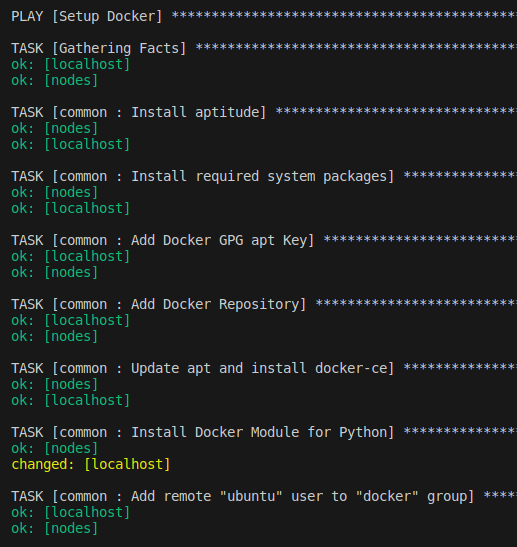 PLAY [Setup Docker] *******************************************
TASK [Gathering Facts] ****************************************
ok: [localhost]
ok: [nodes]
TASK [common : Install aptitude] ******************************
ok: [nodes]
ok: [localhost]
TASK [common : Install required system packages] **************
ok: [nodes]
ok: [localhost]
TASK [common : Add Docker GPG apt Key] ************************
ok: [localhost]
ok: [nodes]
TASK [common : Add Docker Repository] *************************
ok: [localhost]
ok: [nodes]
TASK [common : Update apt and install docker-ce] **************
ok: [nodes]
ok: [localhost]
TASK [common : Install Docker Module for Python] **************
ok: [nodes]
changed: [localhost]
TASK [common : Add remote "ubuntu" user to "docker" group] ****
ok: [localhost]
ok: [nodes]